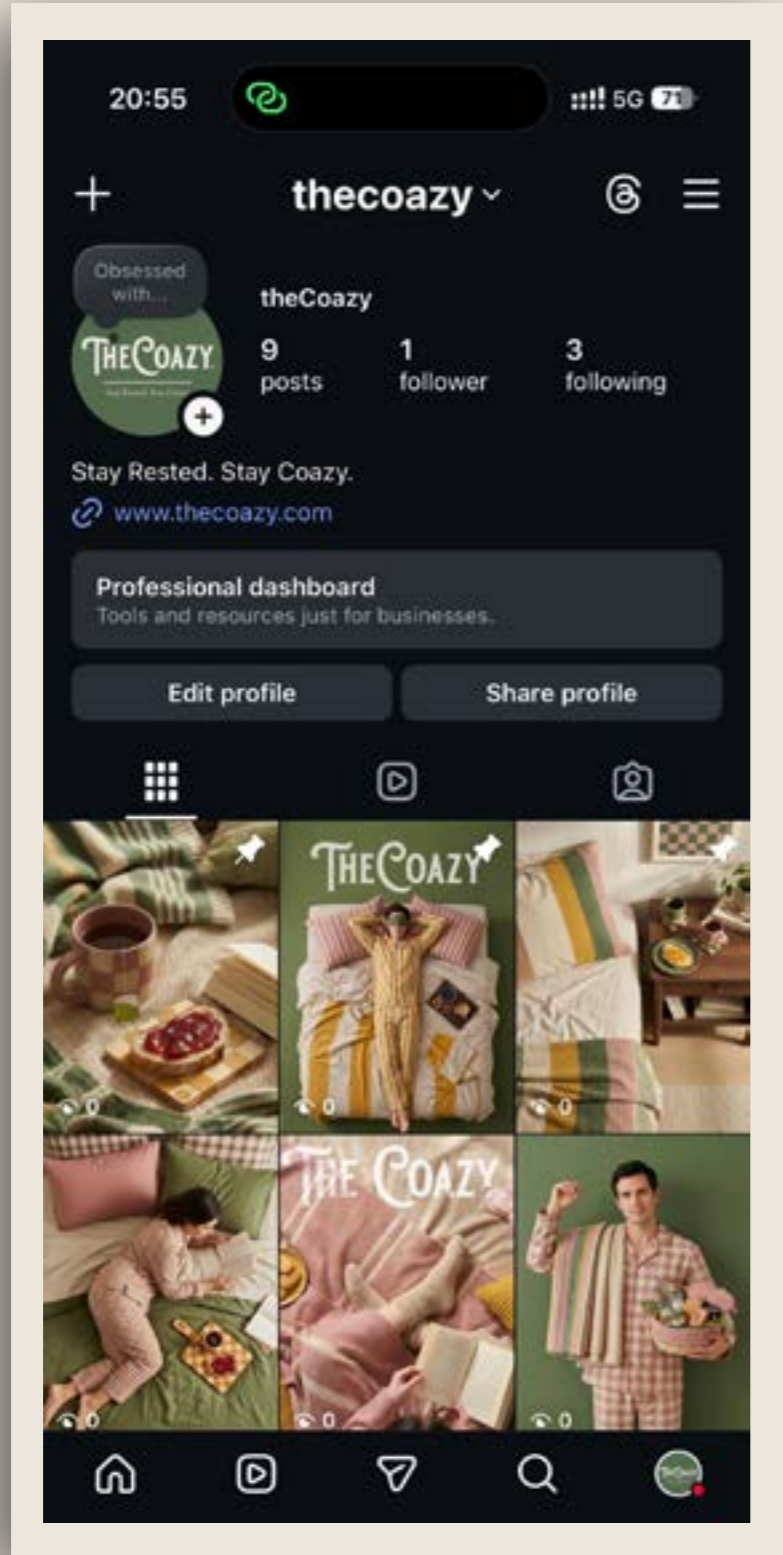 20:55
5G 71
thecoazy
Obsessed
with...
theCoazy
THECOAZY
9
posts
1
follower
3
following
Stay Rested. Stay Coazy.
www.thecoazy.com
Professional dashboard
Tools and resources just for businesses.
Edit profile
Share profile
THECOAZY
0
0
0
THE COAZY
0
0
0